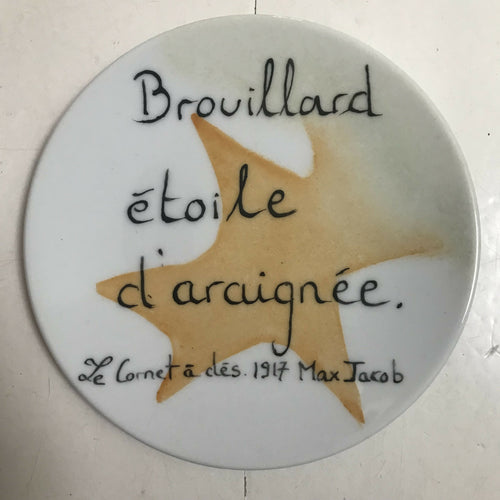 Brouillard
étoile
d'araignée.
Le Cornet à dés. 1917 Max Jacob